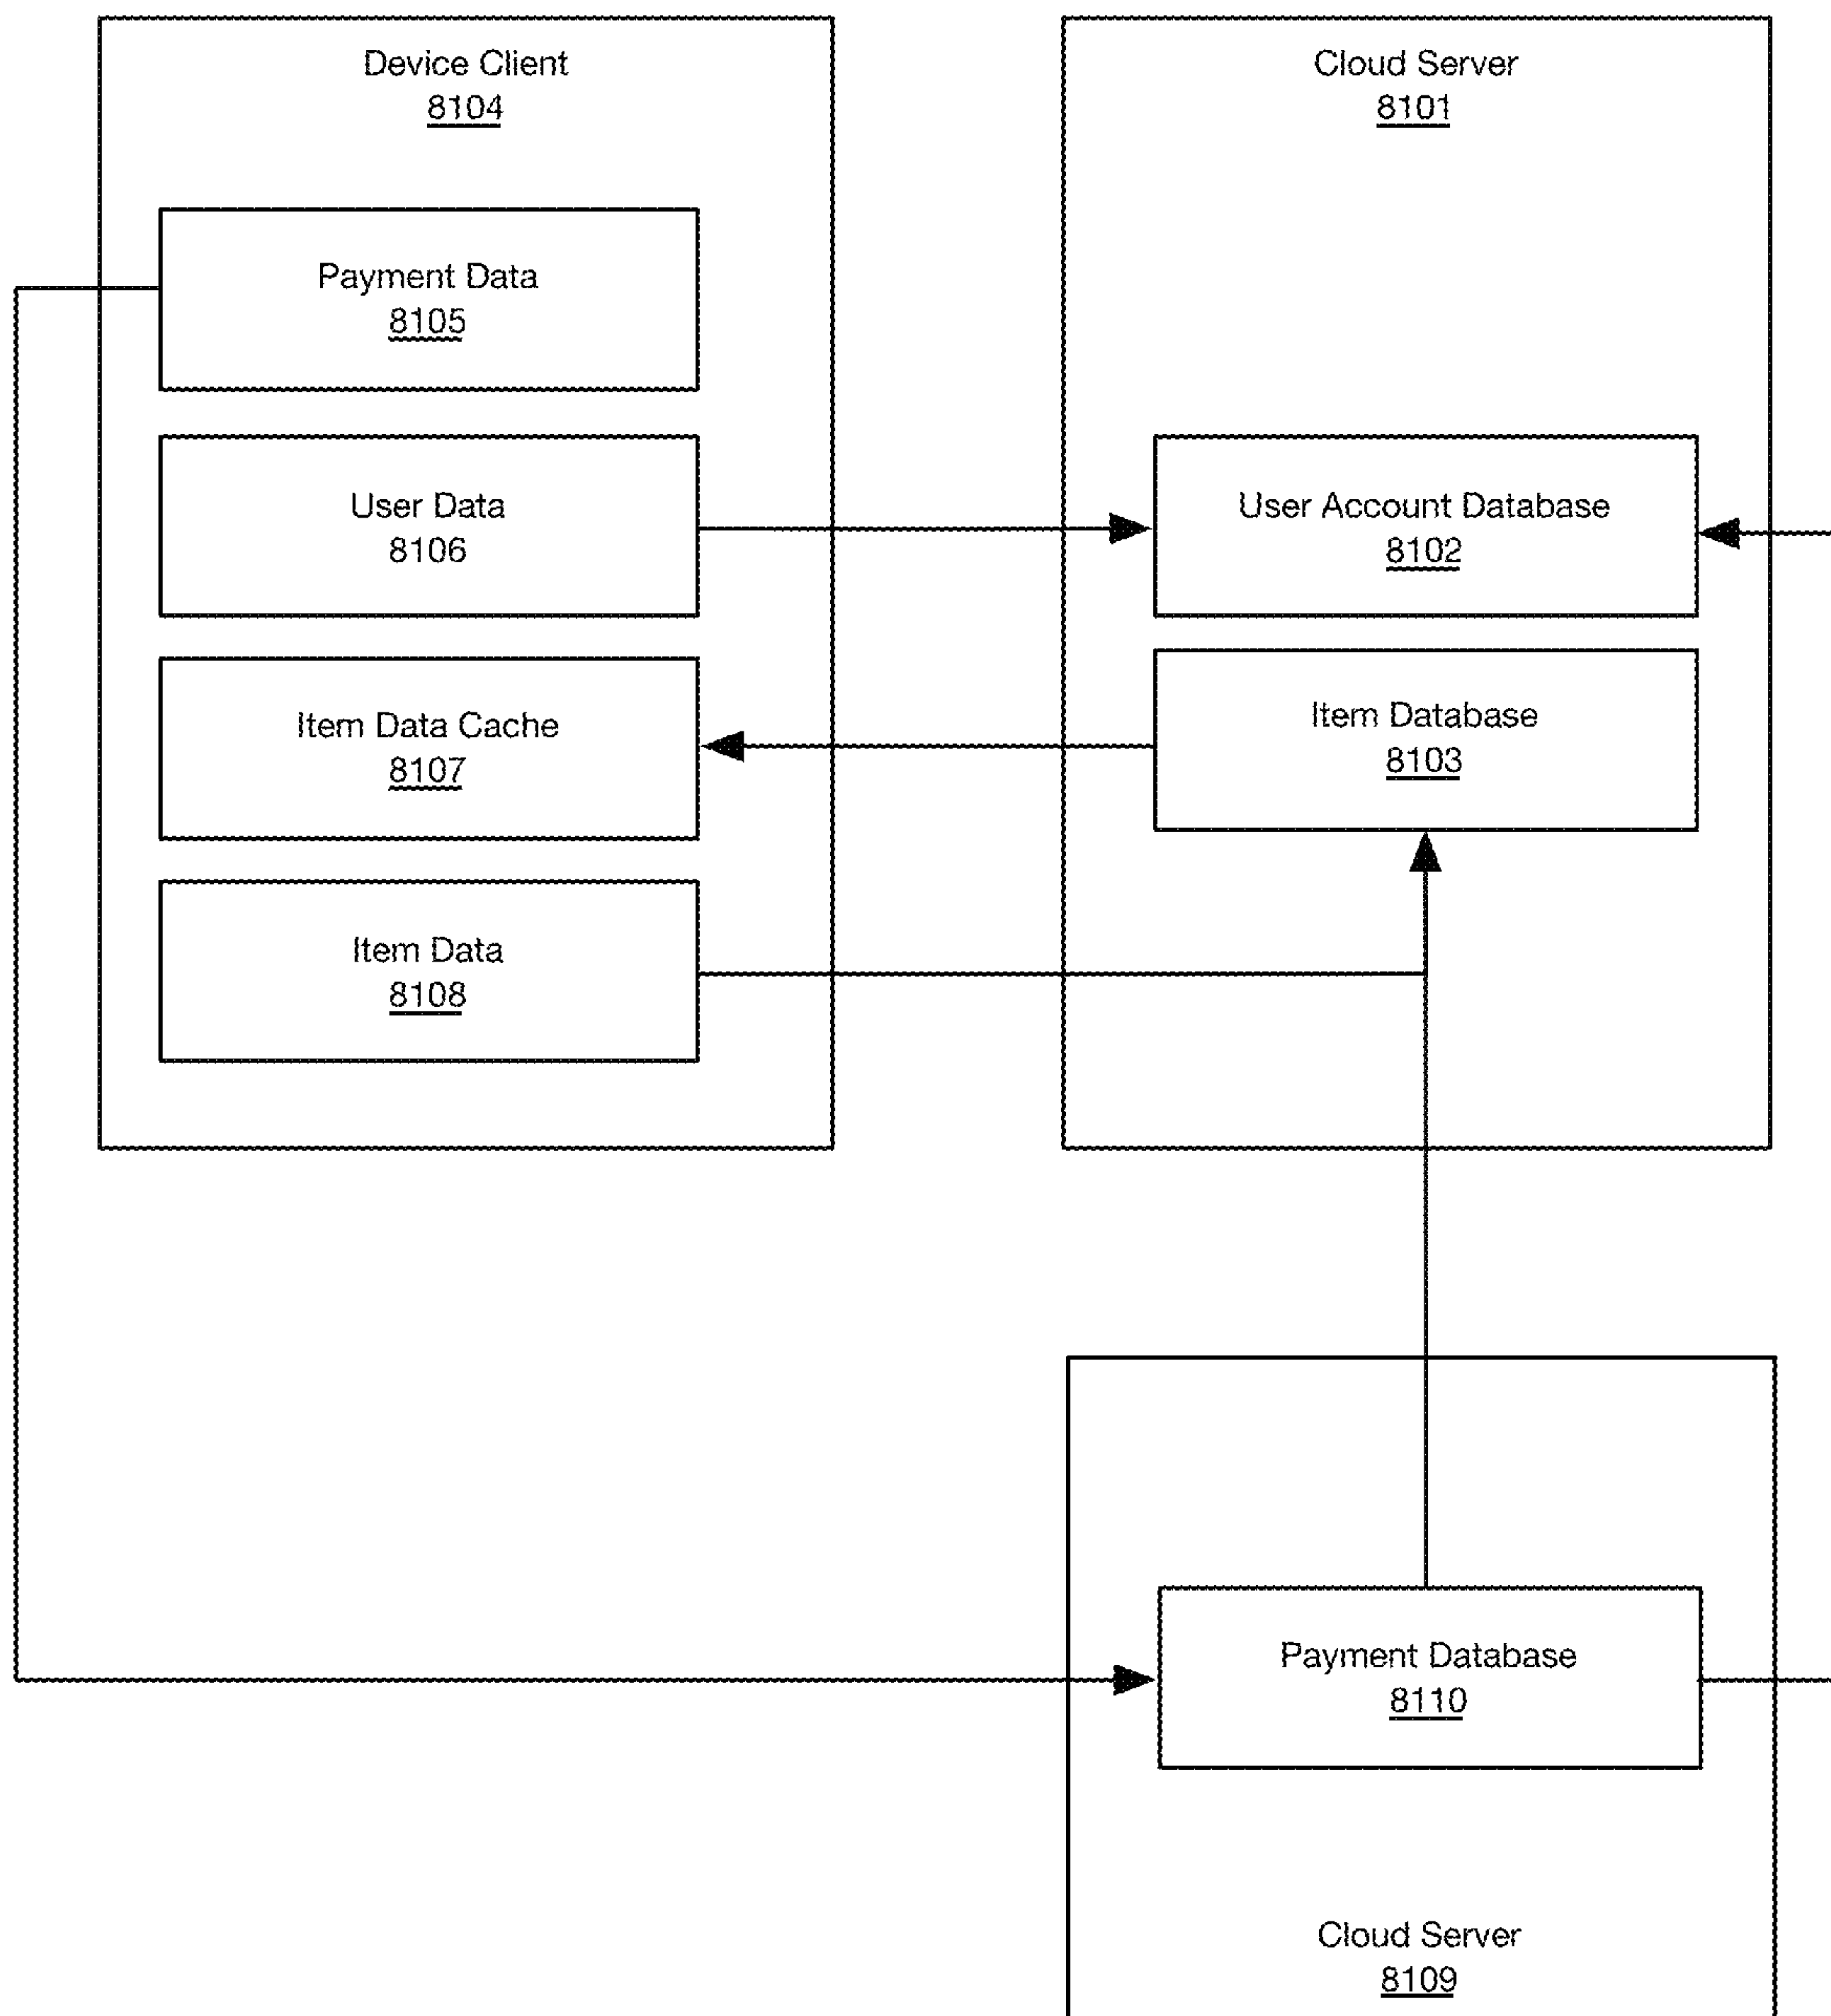 Device Client
8104
Payment Data
8105
User Data
8106
Item Data Cache
8107
Item Data
8108
Cloud Server
8101
User Account Database
8102
Item Database
8103
Payment Database
8110
Cloud Server
8109